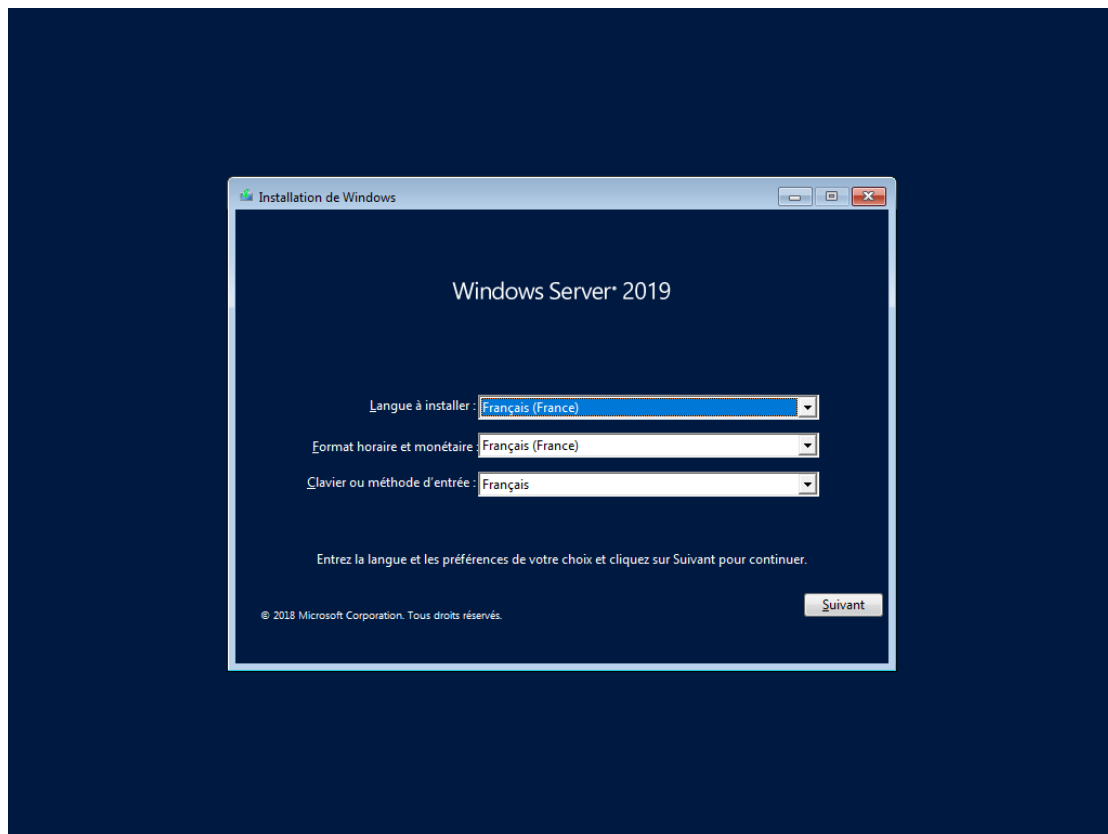 Installation de Windows
Windows Server® 2019
Langue à installer : Français (France)
Format horaire et monétaire : Français (France)
Clavier ou méthode d'entrée : Français
Entrez la langue et les préférences de votre choix et cliquez sur Suivant pour continuer.
Suivant
© 2018 Microsoft Corporation. Tous droits réservés.